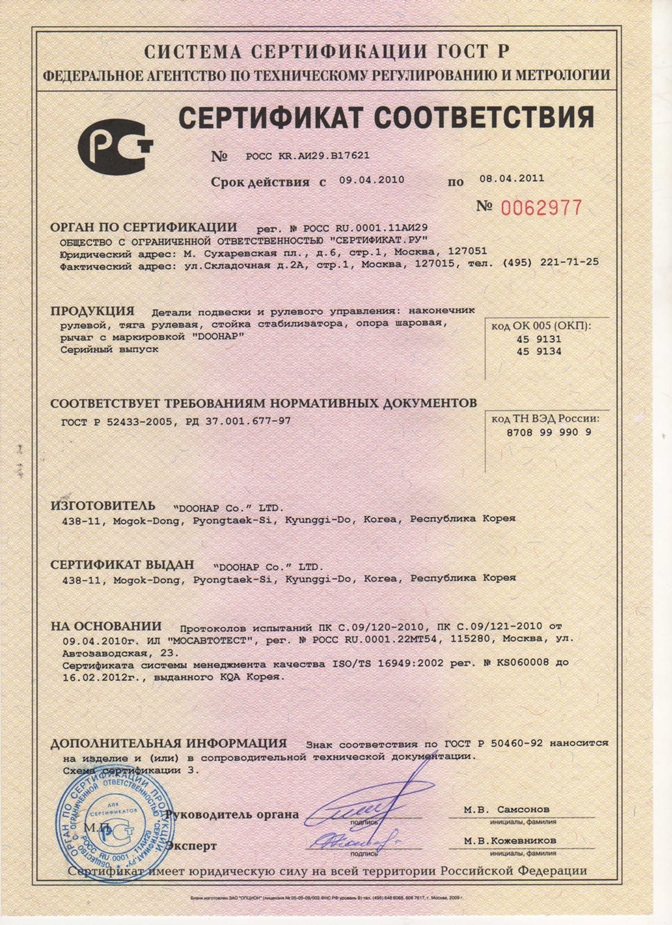 СИСТЕМА СЕРТИФИКАЦИИ ГОСТ Р
ФЕДЕРАЛЬНОЕ АГЕНТСТВО ПО ТЕХНИЧЕСКОМУ РЕГУЛИРОВАНИЮ И МЕТРОЛОГИИ
СЕРТИФИКАТ СООТВЕТСТВИЯ
№ РОСС KR.АИ29.В17621
Срок действия с 09.04.2010 по 08.04.2011
№ 0062977
ОРГАН ПО СЕРТИФИКАЦИИ рег. № РОСС RU.0001.11АИ29
ОБЩЕСТВО С ОГРАНИЧЕННОЙ ОТВЕТСТВЕННОСТЬЮ "СЕРТИФИКАТ.РУ"
Юридический адрес: М. Сухаревская пл., д.6, стр.1, Москва, 127051
Фактический адрес: ул.Складочная д.2А, стр.1, Москва, 127015, тел. (495) 221-71-25
ПРОДУКЦИЯ Детали подвески и рулевого управления: наконечник
рулевой, тяга рулевая, стойка стабилизатора, опора шаровая,
рычаг с маркировкой "DOOHAP"
Серийный выпуск
код ОК 005 (ОКП):
45 9131
45 9134
СООТВЕТСТВУЕТ ТРЕБОВАНИЯМ НОРМАТИВНЫХ ДОКУМЕНТОВ
ГОСТ Р 52433-2005, РД 37.001.677-97
код ТН ВЭД России:
8708 99 990 9
ИЗГОТОВИТЕЛЬ "DOOHAP Co." LTD.
438-11, Mogok-Dong, Pyongtaek-Si, Kyunggi-Do, Korea, Республика Корея
СЕРТИФИКАТ ВЫДАН "DOOHAP Co." LTD.
438-11, Mogok-Dong, Pyongtaek-Si, Kyunggi-Do, Korea, Республика Корея
НА ОСНОВАНИИ Протоколов испытаний ПК С.09/120-2010, ПК С.09/121-2010 от
09.04.2010г. ИЛ "МОСАВТОТЕСТ", рег. № РОСС RU.0001.22МТ54, 115280, Москва, ул.
Автозаводская, 23.
Сертификата системы менеджмента качества ISO/TS 16949:2002 рег. № KS060008 до
16.02.2012г., выданного KQA Корея.
ДОПОЛНИТЕЛЬНАЯ ИНФОРМАЦИЯ Знак соответствия по ГОСТ Р 50460-92 наносится
на изделие и (или) в сопроводительной технической документации.
Схема сертификации 3.
ОРГАН ПО СЕРТИФИКАЦИИ ПРОДУКЦИИ
ДЛЯ
СЕРТИФИКАТОВ
РОСС RU 0001 11АИ29
М.П.
Руководитель органа
подпись
М.В. Самсонов
инициалы, фамилия
Эксперт
подпись
М.В.Кожевников
инициалы, фамилия
Сертификат имеет юридическую силу на всей территории Российской Федерации